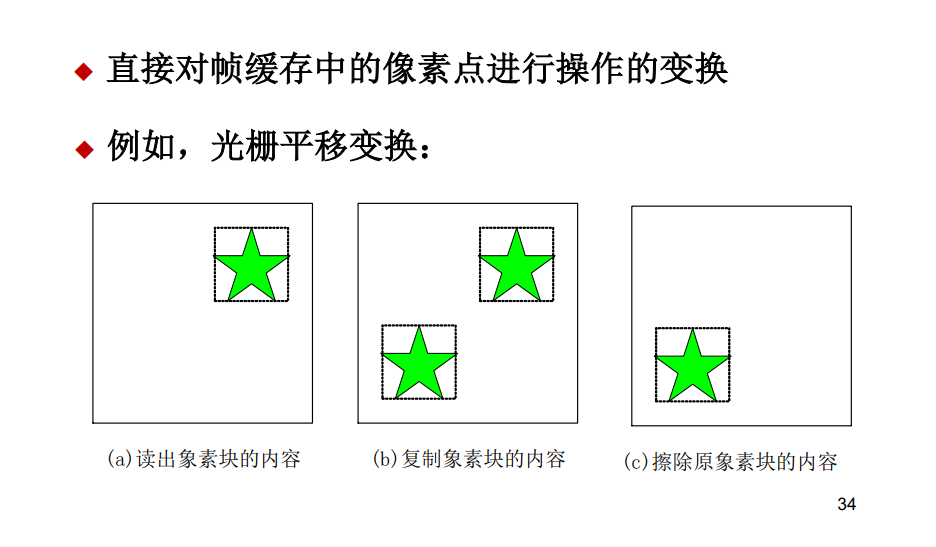 直接对帧缓存中的像素点进行操作的变换
例如，光栅平移变换：
(a)读出象素块的内容
(b)复制象素块的内容
(c)擦除原象素块的内容
34